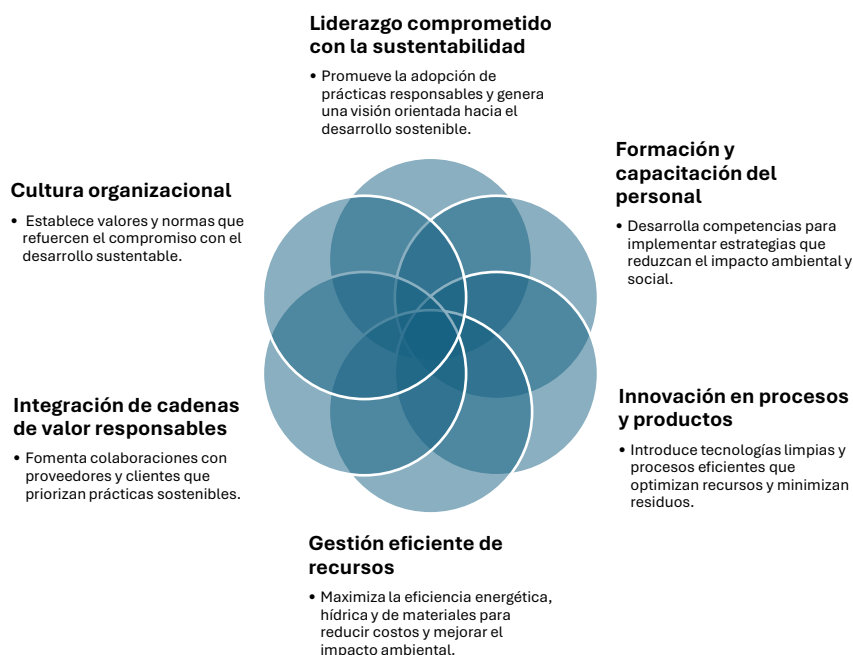 Liderazgo comprometido
con la sustentabilidad
• Promueve la adopción de
prácticas responsables y genera
una visión orientada hacia el
desarrollo sostenible.
Formación y
capacitación del
personal
• Desarrolla competencias para
implementar estrategias que
reduzcan el impacto ambiental y
social.
Innovación en procesos
y productos
• Introduce tecnologías limpias y
procesos eficientes que
optimizan recursos y minimizan
residuos.
Gestión eficiente de
recursos
• Maximiza la eficiencia energética,
hídrica y de materiales para
reducir costos y mejorar el
impacto ambiental.
Integración de cadenas
de valor responsables
• Fomenta colaboraciones con
proveedores y clientes que
priorizan prácticas sostenibles.
Cultura organizacional
• Establece valores y normas que
refuercen el compromiso con el
desarrollo sustentable.